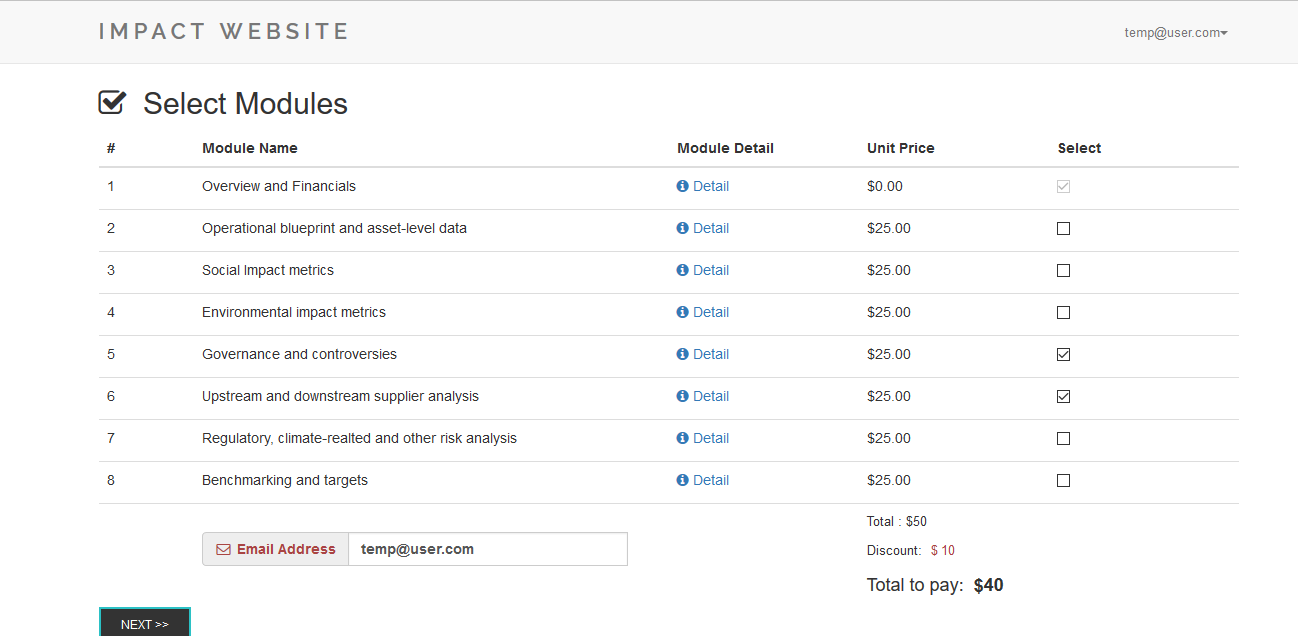 IMPACT WEBSITE
temp@user.com
Select Modules
# Module Name Module Detail Unit Price Select
1 Overview and Financials Detail $0.00
2 Operational blueprint and asset-level data Detail $25.00
3 Social Impact metrics Detail $25.00
4 Environmental impact metrics Detail $25.00
5 Governance and controversies Detail $25.00
6 Upstream and downstream supplier analysis Detail $25.00
7 Regulatory, climate-realted and other risk analysis Detail $25.00
8 Benchmarking and targets Detail $25.00
Total : $50
Email Address temp@user.com
Discount: $ 10
Total to pay: $40
NEXT >>